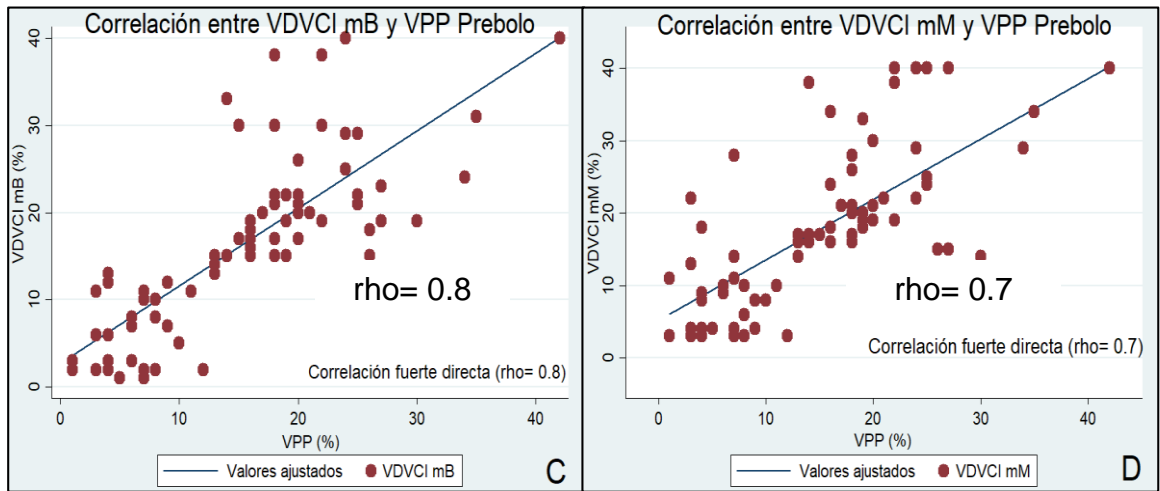 Correlación entre VDVCI mB y VPP Prebolo
VDVCI mB (%)
40
30
20
10
0
rho= 0.8
Correlación fuerte directa (rho= 0.8)
0 10 20 30 40
VPP (%)
Valores ajustados VDVCI mB
C
Correlación entre VDVCI mM y VPP Prebolo
VDVCI mM (%)
40
30
20
10
0
rho= 0.7
Correlación fuerte directa (rho= 0.7)
0 10 20 30 40
VPP (%)
Valores ajustados VDVCI mM
D